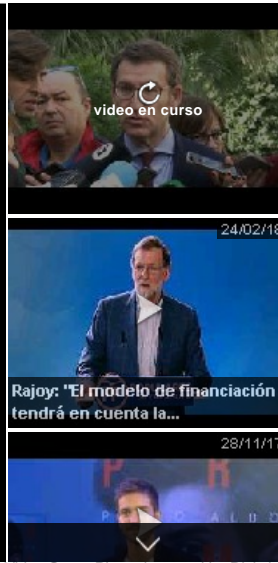 video en curso
24/02/18
Rajoy: "El modelo de financiación
tendrá en cuenta la...
28/11/17